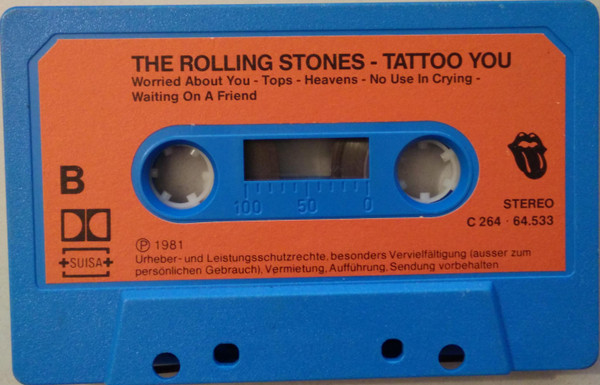 THE ROLLING STONES - TATTOO YOU
Worried About You - Tops - Heavens - No Use In Crying -
Waiting On A Friend
B
100 50 0
STEREO
C 264 · 64.533
SUISA
Ⓟ 1981
Urheber- und Leistungsschutzrechte, besonders Vervielfältigung (ausser zum
persönlichen Gebrauch), Vermietung, Aufführung, Sendung vorbehalten